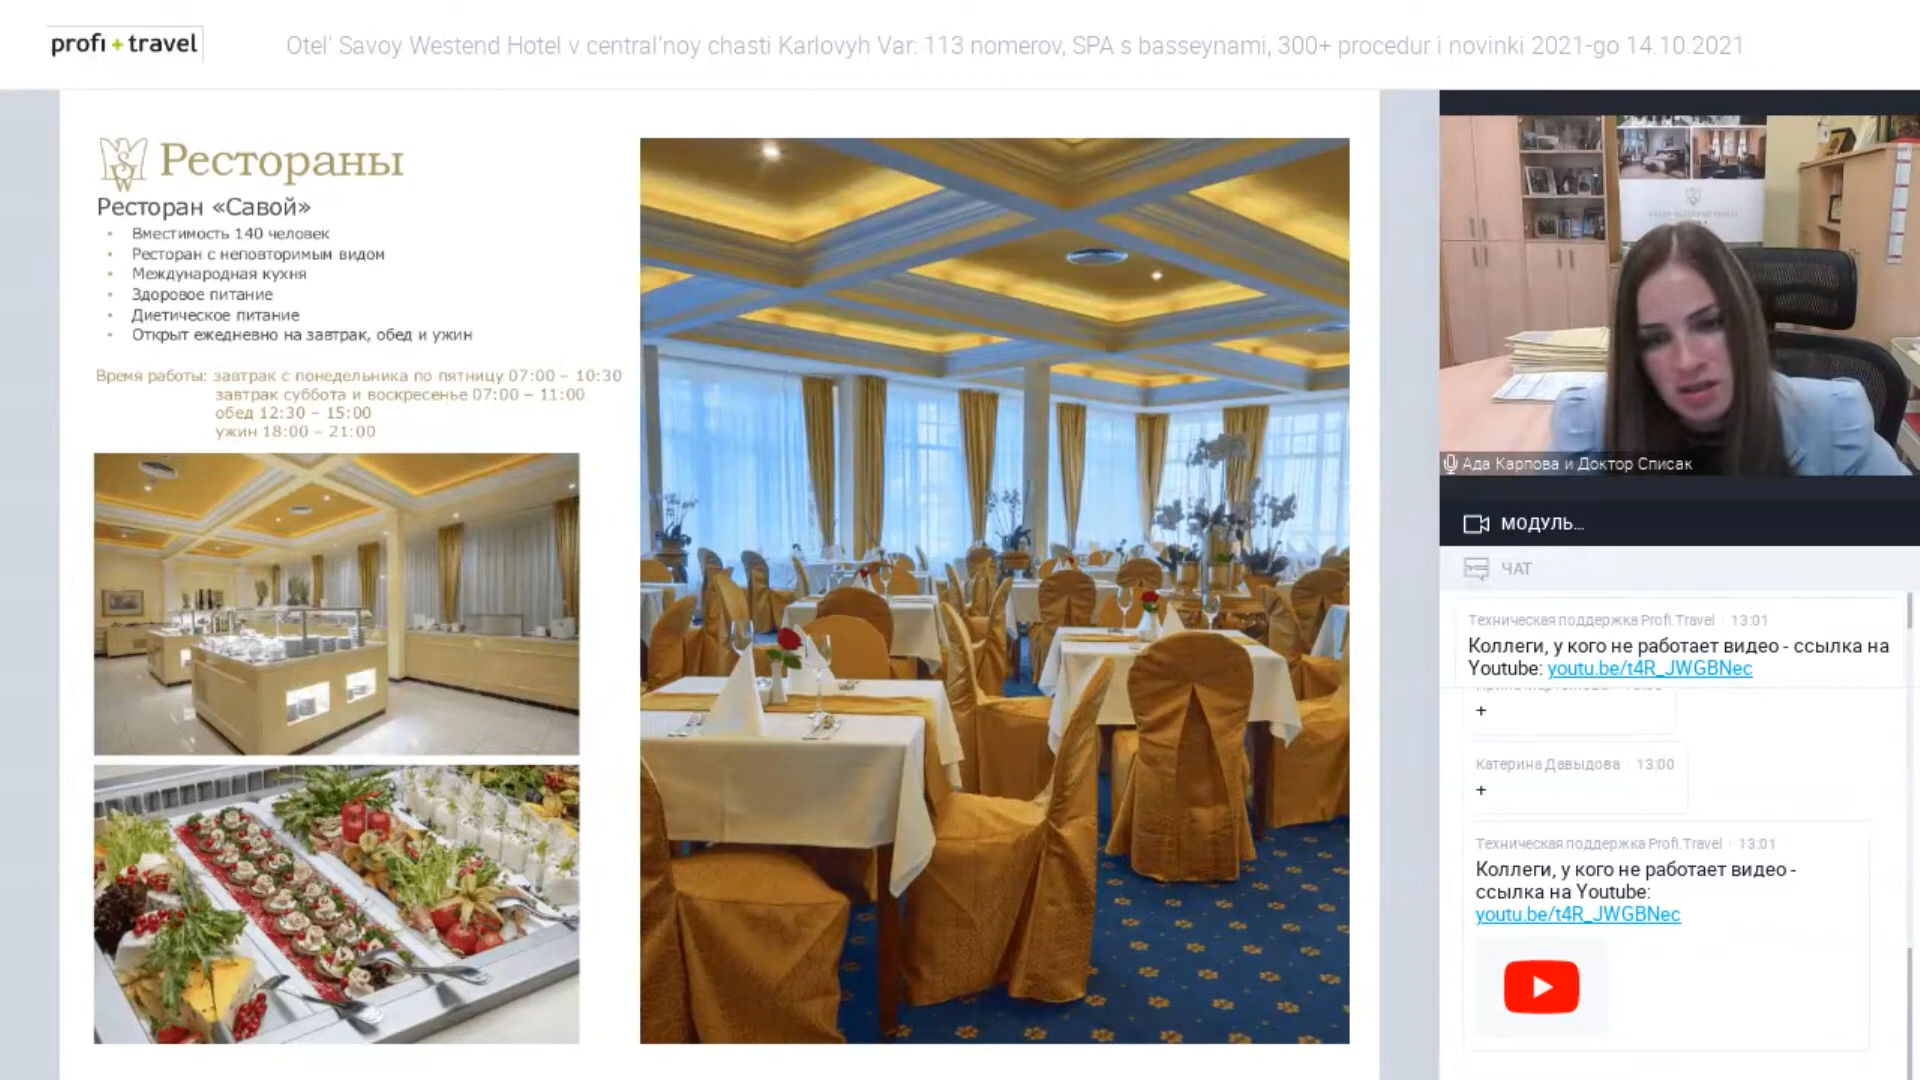 profi + travel
Otel' Savoy Westend Hotel v central'noy chasti Karlovyh Var: 113 nomerov, SPA s basseynami, 300+ procedur i novinki 2021-go 14.10.2021
Рестораны
Ресторан «Савой»
• Вместимость 140 человек
• Ресторан с неповторимым видом
• Международная кухня
• Здоровое питание
• Диетическое питание
• Открыт ежедневно на завтрак, обед и ужин
Время работы: завтрак с понедельника по пятницу 07:00 – 10:30
завтрак суббота и воскресенье 07:00 – 11:00
обед 12:30 – 15:00
ужин 18:00 – 21:00
Ада Карпова и Доктор Списак
МОДУЛЬ...
ЧАТ
Техническая поддержка Profi.Travel 13:01
Коллеги, у кого не работает видео - ссылка на
Youtube: youtu.be/t4R_JWGBNec
+
Катерина Давыдова 13:00
+
Техническая поддержка Profi.Travel 13:01
Коллеги, у кого не работает видео -
ссылка на Youtube:
youtu.be/t4R_JWGBNec